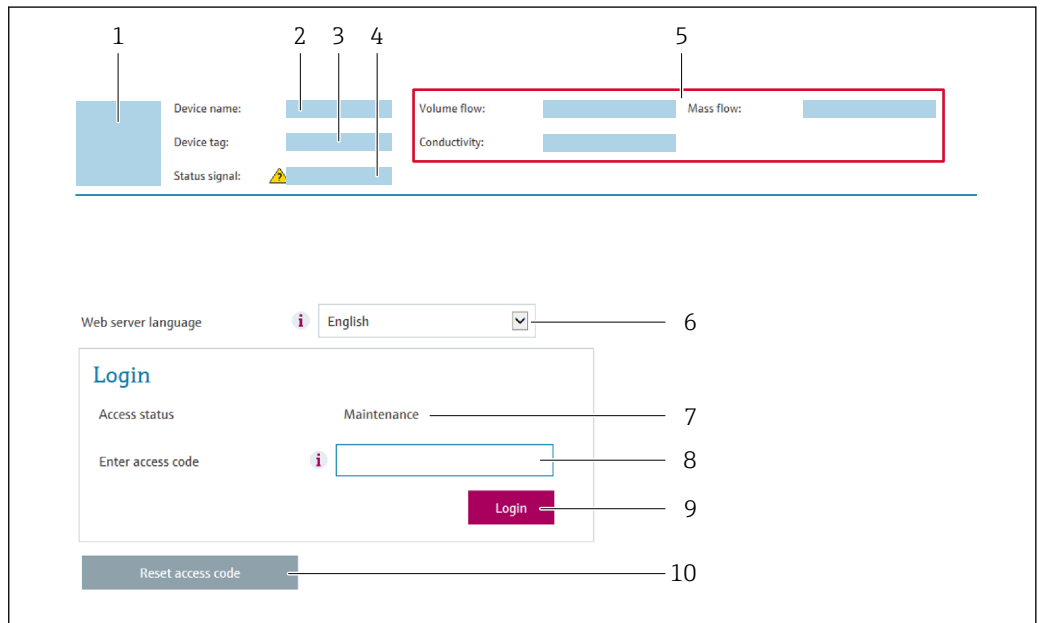 1 2 3 4 5
Device name: Volume flow: Mass flow:
Device tag: Conductivity:
Status signal: ?
Web server language i English 6
Login
Access status Maintenance 7
Enter access code i 8
Login 9
Reset access code 10